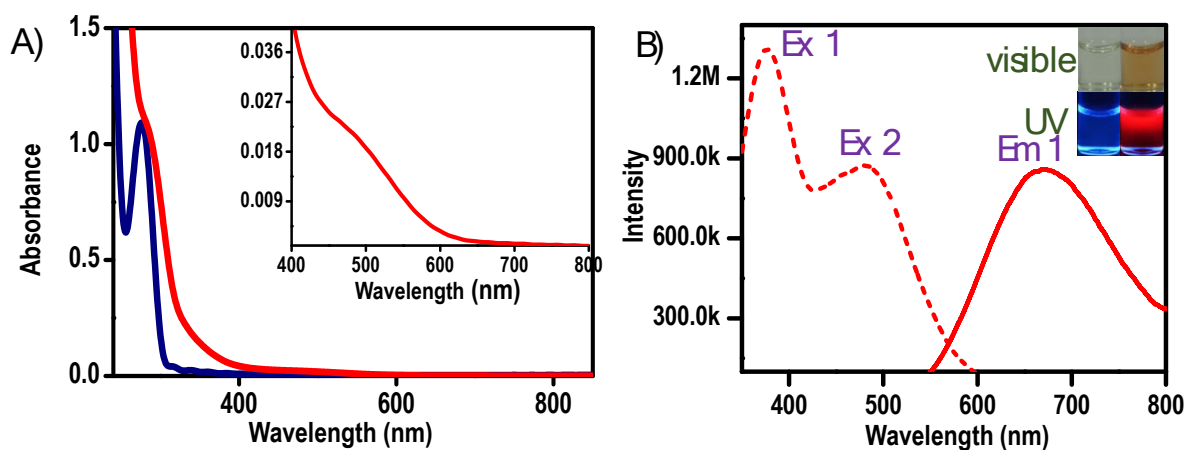 A)
1.5
1.0
0.5
0.0
Absorbance
400
600
800
Wavelength (nm)
0.036
0.027
0.018
0.009
400
500
600
700
800
Wavelength (nm)
B)
Ex 1
Ex 2
Em 1
visible
UV
1.2M
900.0k
600.0k
300.0k
Intensity
400
500
600
700
800
Wavelength (nm)